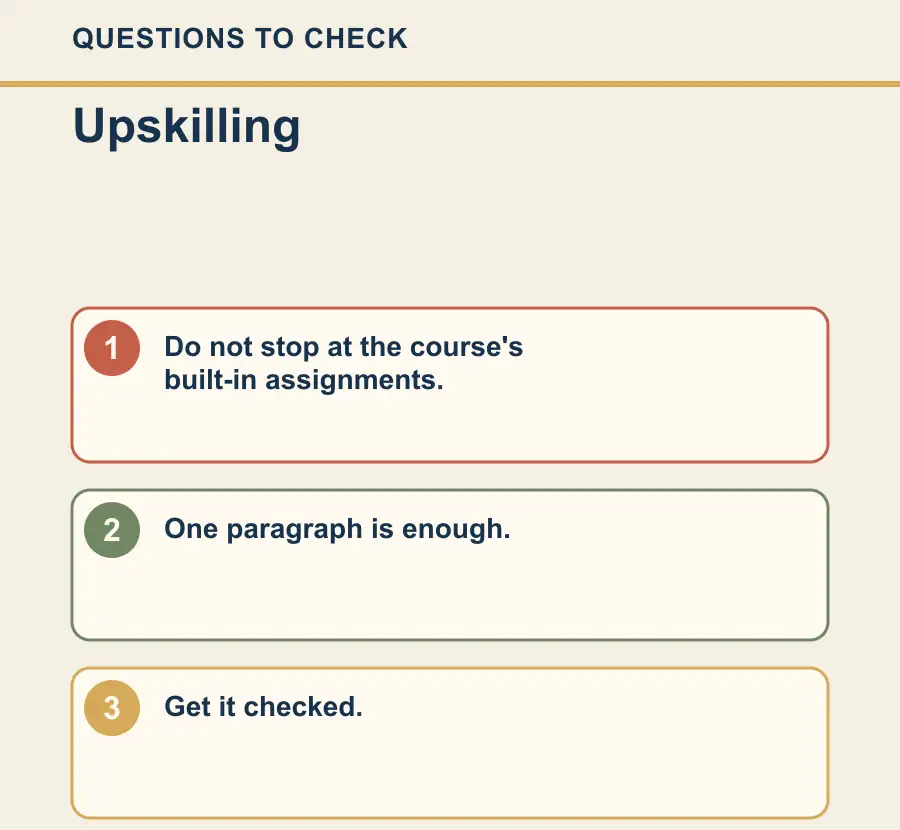 QUESTIONS TO CHECK
Upskilling
1
Do not stop at the course's
built-in assignments.
2
One paragraph is enough.
3
Get it checked.